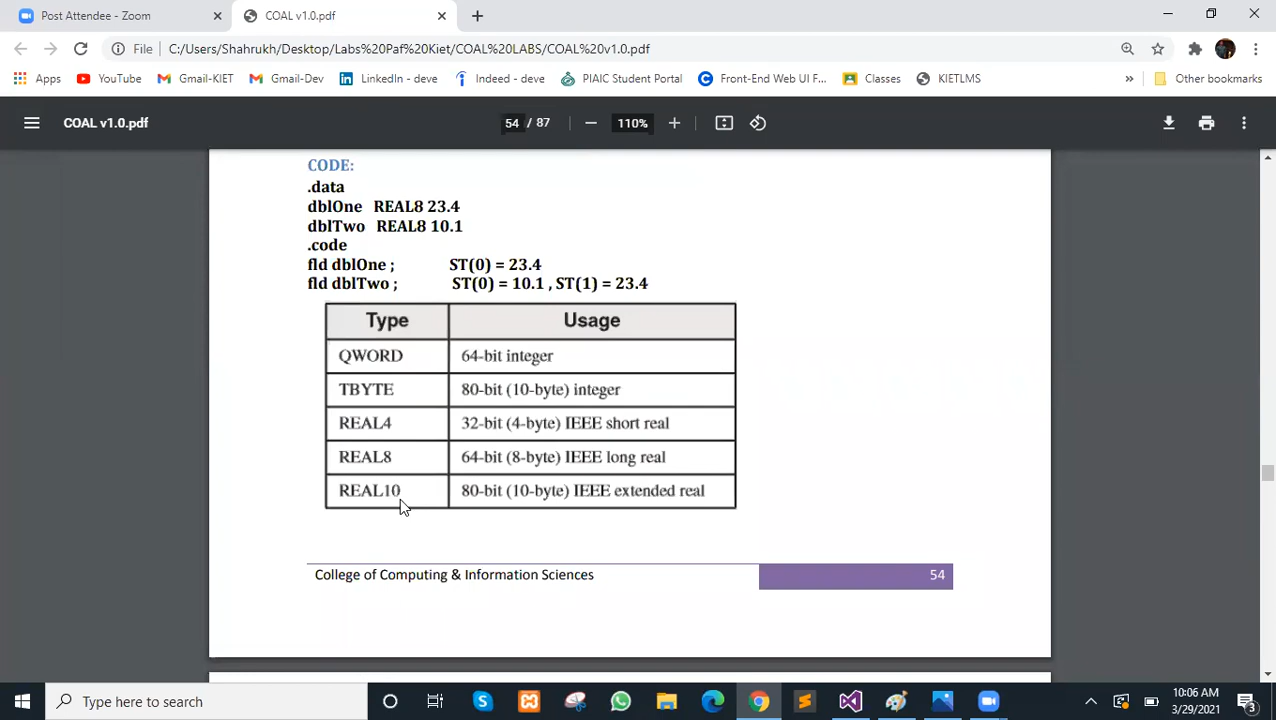 Post Attendee - Zoom
COAL v1.0.pdf
File C:/Users/Shahrukh/Desktop/Labs%20Paf%20Kiet/COAL%20LABS/COAL%20v1.0.pdf
Apps YouTube Gmail-KIET Gmail-Dev LinkedIn - deve Indeed - deve PIAIC Student Portal Front-End Web UI F... Classes KIETLMS » Other bookmarks
COAL v1.0.pdf 54 / 87 110%
CODE:
.data
dblOne REAL8 23.4
dblTwo REAL8 10.1
.code
fld dblOne ; ST(0) = 23.4
fld dblTwo ; ST(0) = 10.1 , ST(1) = 23.4
Type Usage
QWORD 64-bit integer
TBYTE 80-bit (10-byte) integer
REAL4 32-bit (4-byte) IEEE short real
REAL8 64-bit (8-byte) IEEE long real
REAL10 80-bit (10-byte) IEEE extended real
College of Computing & Information Sciences 54
Type here to search
10:06 AM
3/29/2021
3